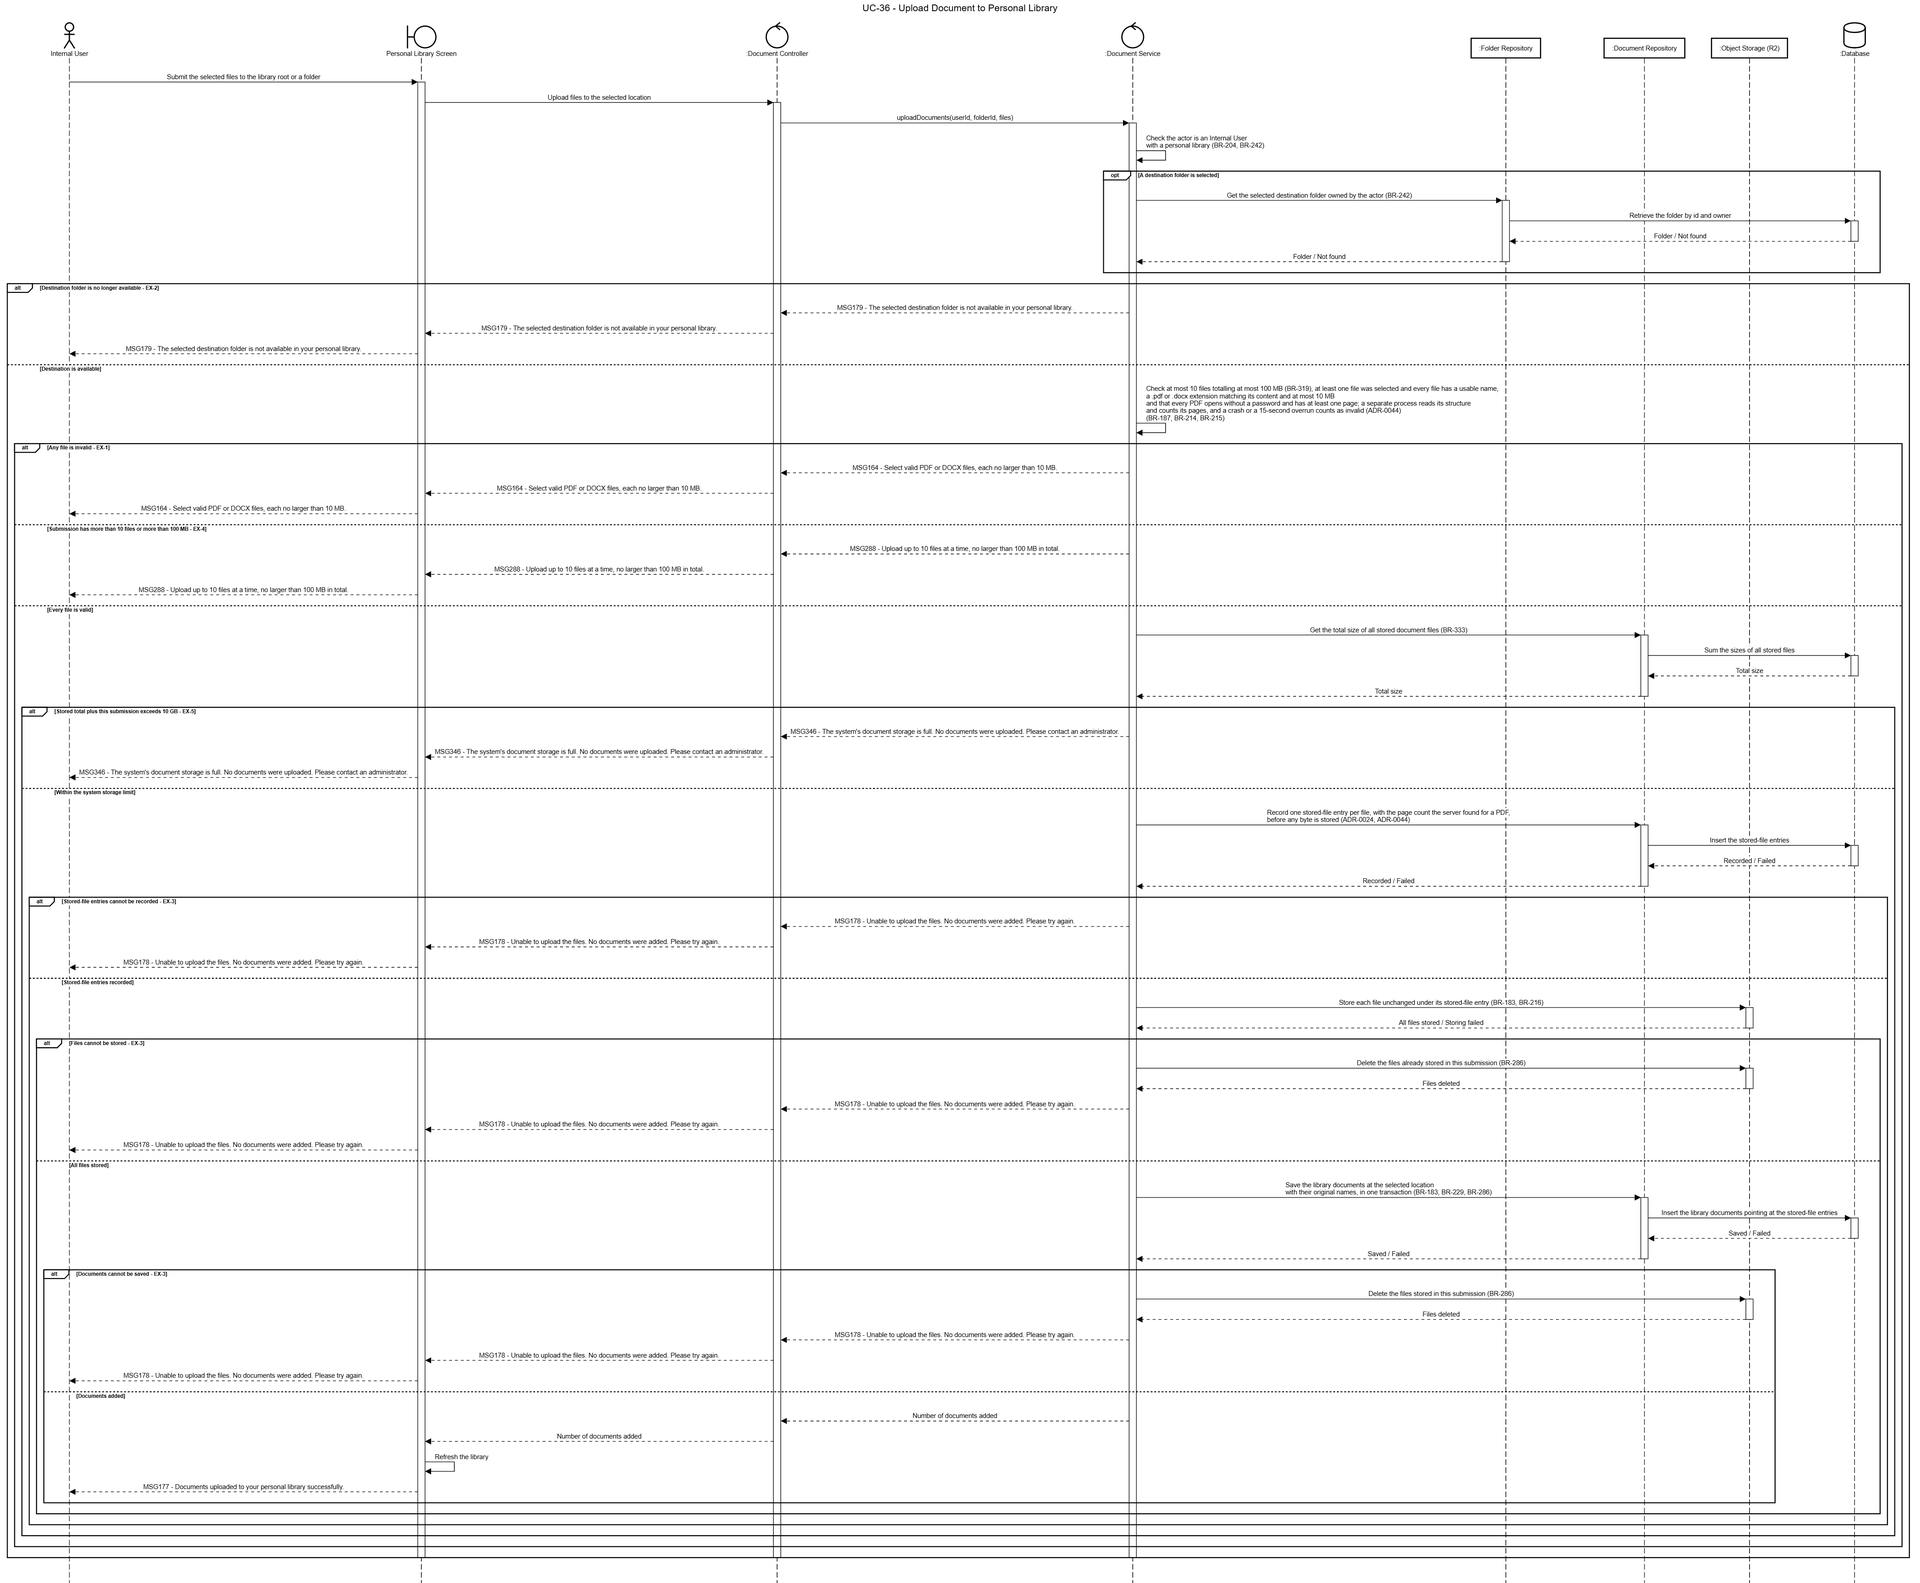 UC-36 - Upload Document to Personal Library
Internal User
Personal Library Screen
:Document Controller
:Document Service
:Folder Repository
:Document Repository
:Object Storage (R2)
:Database
Submit the selected files to the library root or a folder
Upload files to the selected location
uploadDocuments(userId, folderId, files)
Check the actor is an Internal User
with a personal library (BR-204, BR-242)
opt
[A destination folder is selected]
Get the selected destination folder owned by the actor (BR-242)
Retrieve the folder by id and owner
Folder / Not found
Folder / Not found
alt
[Destination folder is no longer available - EX-2]
MSG179 - The selected destination folder is not available in your personal library.
MSG179 - The selected destination folder is not available in your personal library.
MSG179 - The selected destination folder is not available in your personal library.
[Destination is available]
Check at most 10 files totalling at most 100 MB (BR-319), at least one file was selected and every file has a usable name,
a .pdf or .docx extension matching its content and at most 10 MB
and that every PDF opens without a password and has at least one page; a separate process reads its structure
and counts its pages, and a crash or a 15-second overrun counts as invalid (ADR-0044)
(BR-187, BR-214, BR-215)
alt
[Any file is invalid - EX-1]
MSG164 - Select valid PDF or DOCX files, each no larger than 10 MB.
MSG164 - Select valid PDF or DOCX files, each no larger than 10 MB.
MSG164 - Select valid PDF or DOCX files, each no larger than 10 MB.
[Submission has more than 10 files or more than 100 MB - EX-4]
MSG288 - Upload up to 10 files at a time, no larger than 100 MB in total.
MSG288 - Upload up to 10 files at a time, no larger than 100 MB in total.
MSG288 - Upload up to 10 files at a time, no larger than 100 MB in total.
[Every file is valid]
Get the total size of all stored document files (BR-333)
Sum the sizes of all stored files
Total size
Total size
alt
[Stored total plus this submission exceeds 10 GB - EX-5]
MSG346 - The system's document storage is full. No documents were uploaded. Please contact an administrator.
MSG346 - The system's document storage is full. No documents were uploaded. Please contact an administrator.
MSG346 - The system's document storage is full. No documents were uploaded. Please contact an administrator.
[Within the system storage limit]
Record one stored-file entry per file, with the page count the server found for a PDF,
before any byte is stored (ADR-0024, ADR-0044)
Insert the stored-file entries
Recorded / Failed
Recorded / Failed
alt
[Stored-file entries cannot be recorded - EX-3]
MSG178 - Unable to upload the files. No documents were added. Please try again.
MSG178 - Unable to upload the files. No documents were added. Please try again.
MSG178 - Unable to upload the files. No documents were added. Please try again.
[Stored-file entries recorded]
Store each file unchanged under its stored-file entry (BR-183, BR-216)
All files stored / Storing failed
alt
[Files cannot be stored - EX-3]
Delete the files already stored in this submission (BR-286)
Files deleted
MSG178 - Unable to upload the files. No documents were added. Please try again.
MSG178 - Unable to upload the files. No documents were added. Please try again.
MSG178 - Unable to upload the files. No documents were added. Please try again.
[All files stored]
Save the library documents at the selected location
with their original names, in one transaction (BR-183, BR-229, BR-286)
Insert the library documents pointing at the stored-file entries
Saved / Failed
Saved / Failed
alt
[Documents cannot be saved - EX-3]
Delete the files stored in this submission (BR-286)
Files deleted
MSG178 - Unable to upload the files. No documents were added. Please try again.
MSG178 - Unable to upload the files. No documents were added. Please try again.
MSG178 - Unable to upload the files. No documents were added. Please try again.
[Documents added]
Number of documents added
Number of documents added
Refresh the library
MSG177 - Documents uploaded to your personal library successfully.